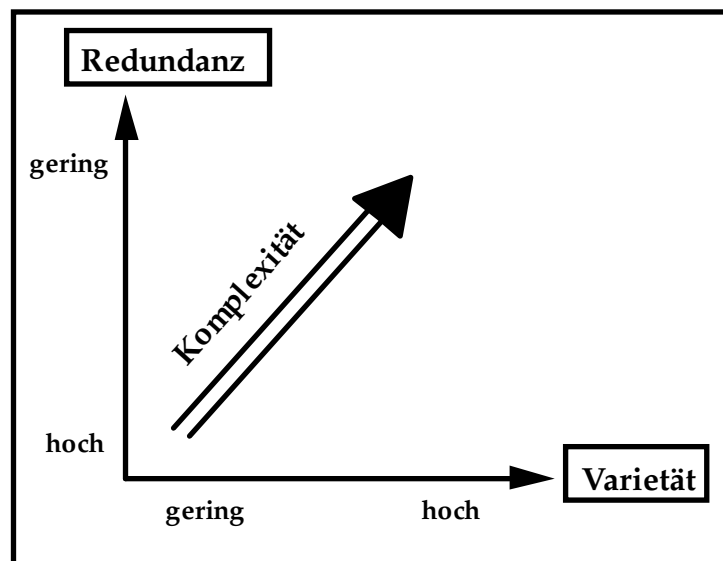 Redundanz
gering
Komplexität
hoch
Varietät
gering
hoch